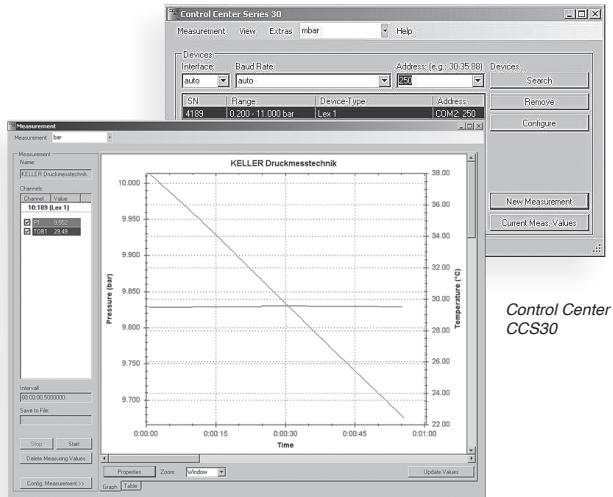 Control Center Series 30
Measurement View Extras mbar Help
Devices:
Interface: Baud Rate: Address: (e.g.: 30-35:88) Devices:
auto auto 250 Search
SN Range Device-Type Address
4189 0.200 - 11.000 bar Lex 1 COM2: 250
Remove
Configure
New Measurement
Current Meas. Values
Measurement
Measurement bar
Measurement
Name:
KELLER Druckmesstechnik
Channels:
Channel Value
10:189 (Lex 1)
P1
TOB1 29.49
Intervall:
00:00:00.5000000
Save to File:
Stop Start
Delete Measuring Values
Config. Measurement >>
KELLER Druckmesstechnik
Pressure (bar)
10.000
9.950
9.900
9.850
9.800
9.750
9.700
38.00
36.00
34.00
32.00
30.00
28.00
26.00
24.00
22.00
Temperature (°C)
0:00:00 0:00:15 0:00:30 0:00:45 0:01:00
Time
Properties Zoom: Window Update Values
Graph Table
Control Center
CCS30